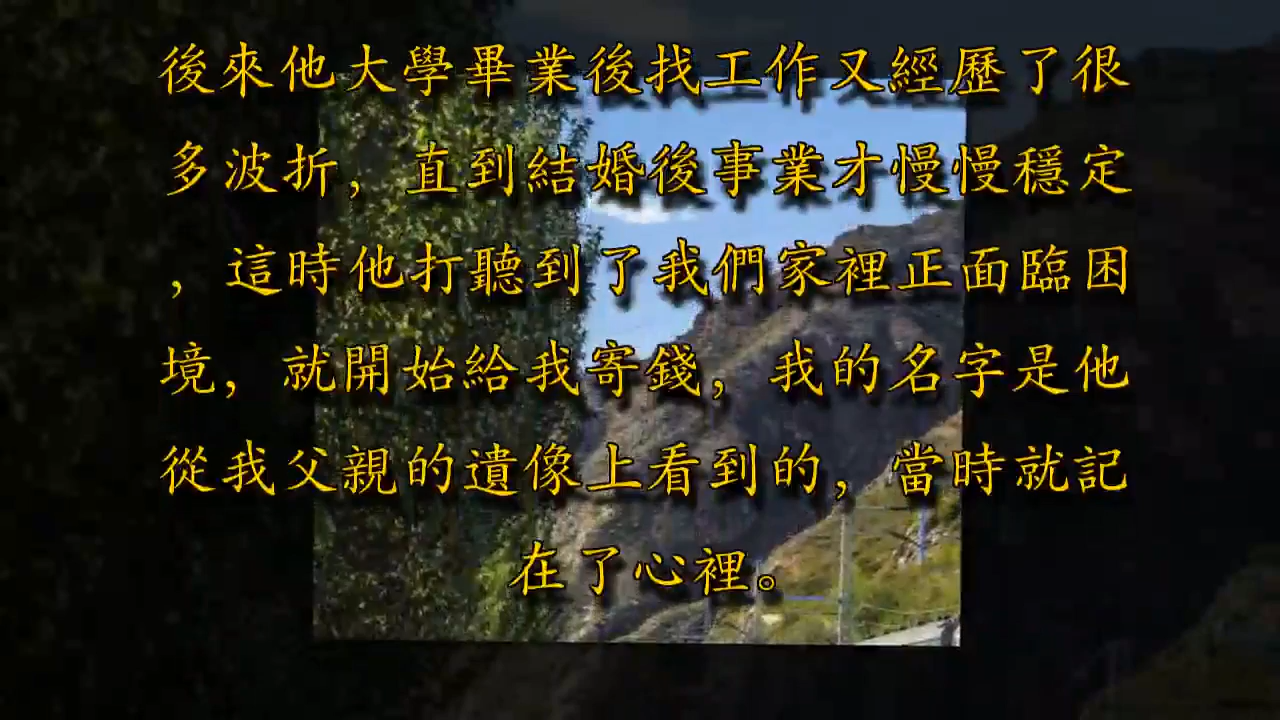 後來他大學畢業後找工作又經歷了很
多波折，直到結婚後事業才慢慢穩定
，這時他打聽到了我們家裡正面臨困
境，就開始給我寄錢，我的名字是他
從我父親的遺像上看到的，當時就記
在了心裡。